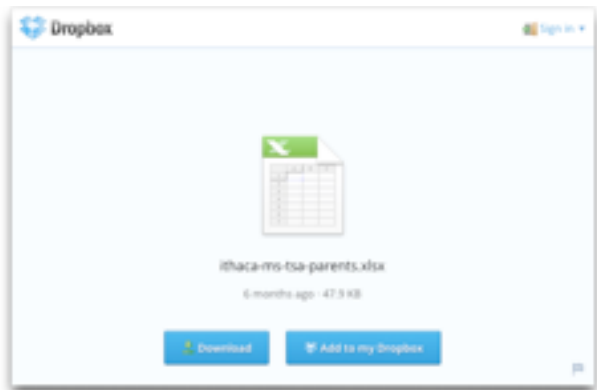 Dropbox
Sign in
X
ithaca-ms-tsa-parents.xlsx
6 months ago · 47.9 KB
Download
Add to my Dropbox